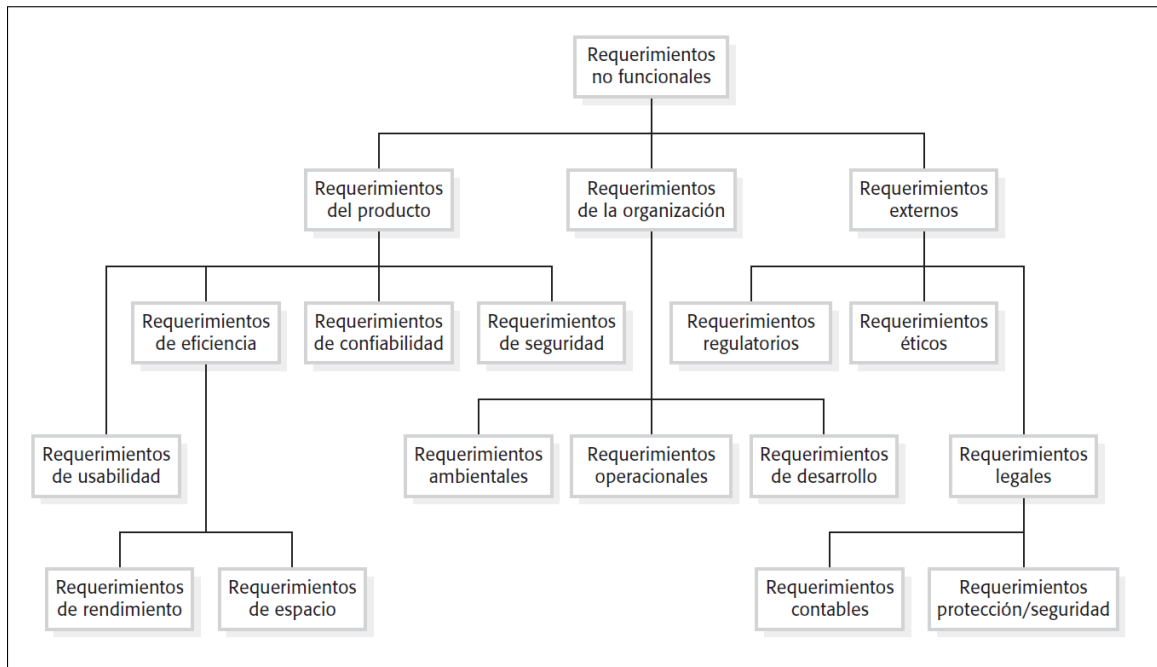 Requerimientos
no funcionales
Requerimientos
del producto
Requerimientos
de la organización
Requerimientos
externos
Requerimientos
de eficiencia
Requerimientos
de confiabilidad
Requerimientos
de seguridad
Requerimientos
regulatorios
Requerimientos
éticos
Requerimientos
de usabilidad
Requerimientos
ambientales
Requerimientos
operacionales
Requerimientos
de desarrollo
Requerimientos
legales
Requerimientos
de rendimiento
Requerimientos
de espacio
Requerimientos
contables
Requerimientos
protección/seguridad